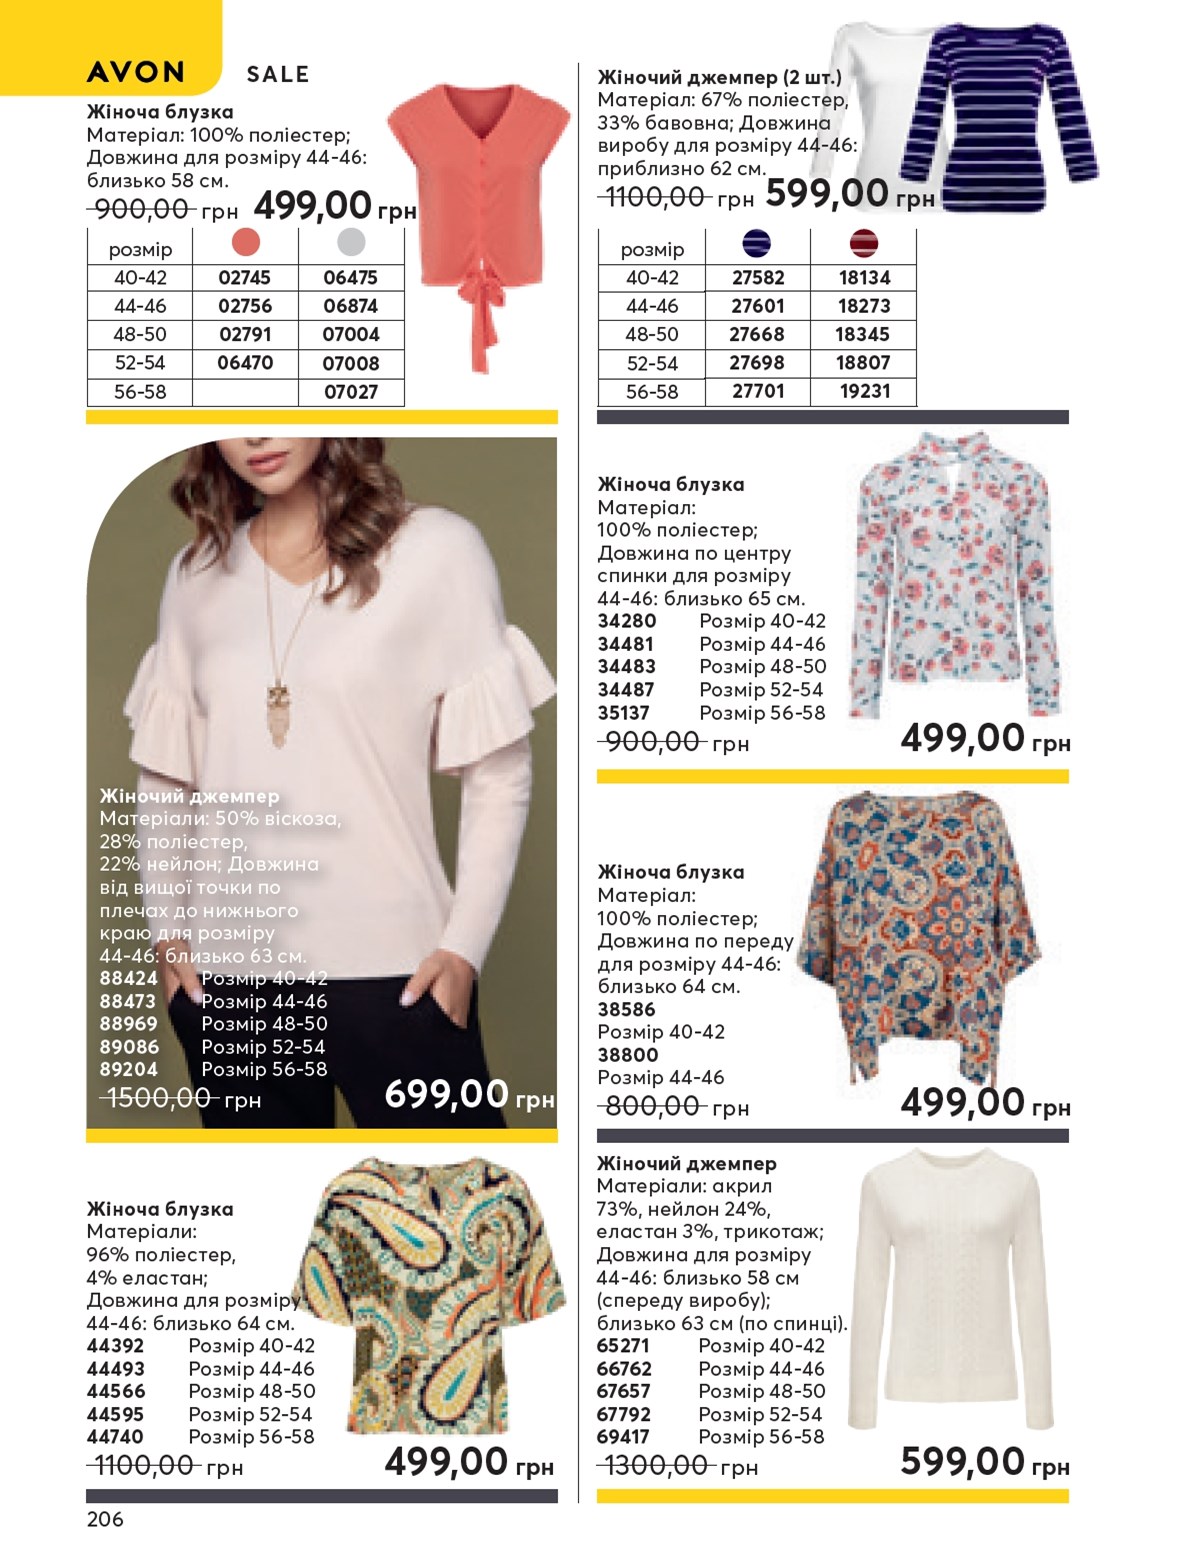 AVON SALE
Жіноча блузка
Матеріал: 100% поліестер;
Довжина для розміру 44-46:
близько 58 см.
900,00 грн 499,00 грн
розмір
40-42 02745 06475
44-46 02756 06874
48-50 02791 07004
52-54 06470 07008
56-58 07027
Жіночий джемпер
Матеріали: 50% віскоза,
28% поліестер,
22% нейлон; Довжина
від вищої точки по
плечах до нижнього
краю для розміру
44-46: близько 63 см.
88424 Розмір 40-42
88473 Розмір 44-46
88969 Розмір 48-50
89086 Розмір 52-54
89204 Розмір 56-58
1500,00 грн 699,00 грн
Жіноча блузка
Матеріали:
96% поліестер,
4% еластан;
Довжина для розміру
44-46: близько 64 см.
44392 Розмір 40-42
44493 Розмір 44-46
44566 Розмір 48-50
44595 Розмір 52-54
44740 Розмір 56-58
1100,00 грн 499,00 грн
206
Жіночий джемпер (2 шт.)
Матеріал: 67% поліестер,
33% бавовна; Довжина
виробу для розміру 44-46:
приблизно 62 см.
1100,00 грн 599,00 грн
розмір
40-42 27582 18134
44-46 27601 18273
48-50 27668 18345
52-54 27698 18807
56-58 27701 19231
Жіноча блузка
Матеріал:
100% поліестер;
Довжина по центру
спинки для розміру
44-46: близько 65 см.
34280 Розмір 40-42
34481 Розмір 44-46
34483 Розмір 48-50
34487 Розмір 52-54
35137 Розмір 56-58
900,00 грн 499,00 грн
Жіноча блузка
Матеріал:
100% поліестер;
Довжина по переду
для розміру 44-46:
близько 64 см.
38586
Розмір 40-42
38800
Розмір 44-46
800,00 грн 499,00 грн
Жіночий джемпер
Матеріали: акрил
73%, нейлон 24%,
еластан 3%, трикотаж;
Довжина для розміру
44-46: близько 58 см
(спереду виробу);
близько 63 см (по спинці).
65271 Розмір 40-42
66762 Розмір 44-46
67657 Розмір 48-50
67792 Розмір 52-54
69417 Розмір 56-58
1300,00 грн 599,00 грн